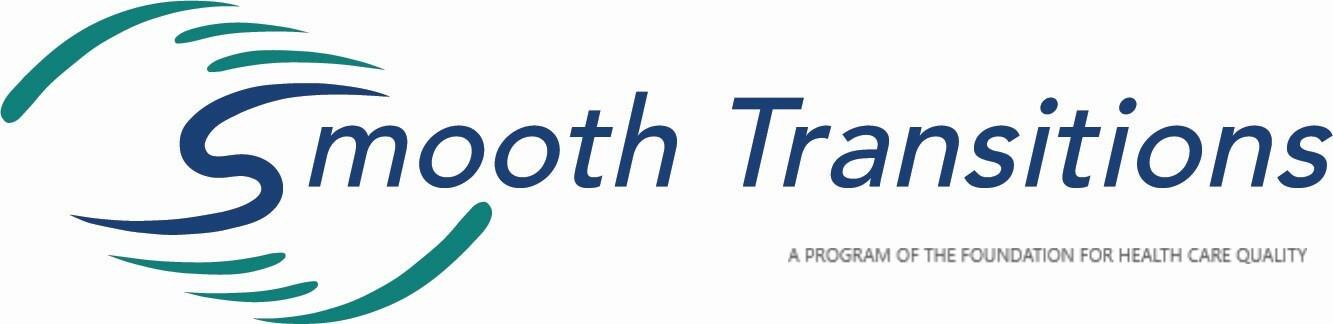 Smooth Transitions
A PROGRAM OF THE FOUNDATION FOR HEALTH CARE QUALITY